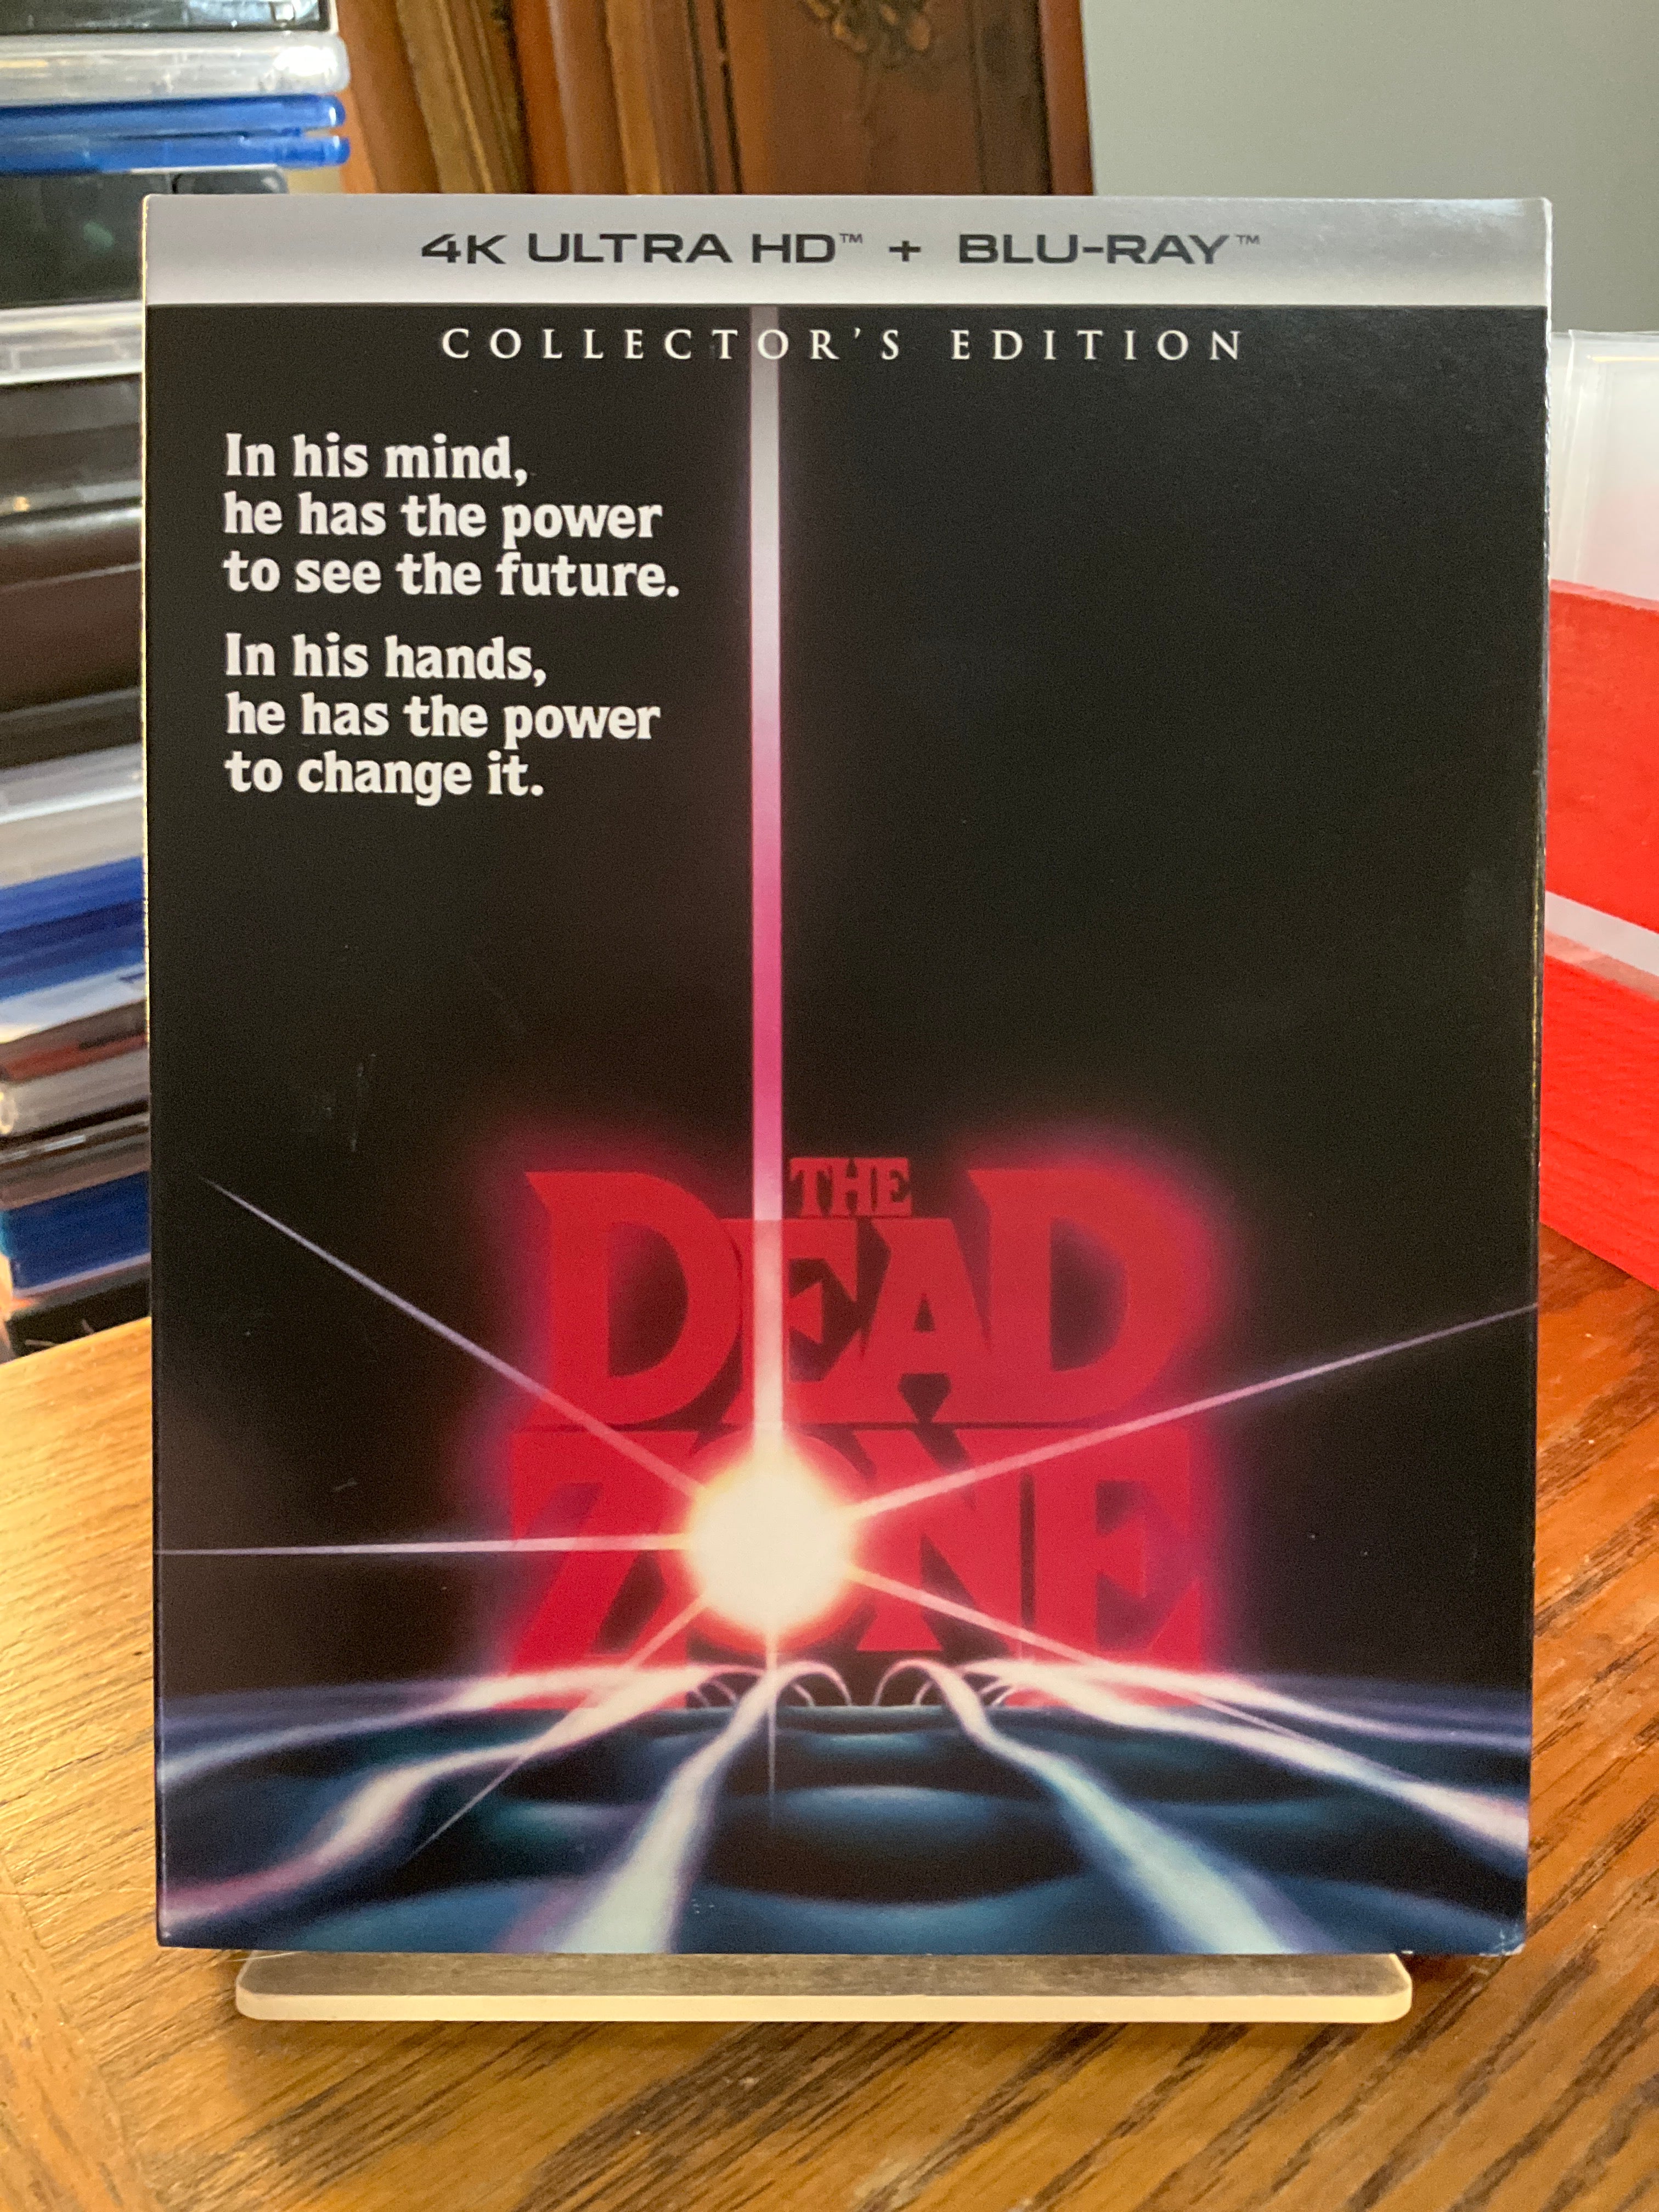 4K ULTRA HD™ + BLU-RAY™
COLLECTOR'S EDITION
In his mind,
he has the power
to see the future.
In his hands,
he has the power
to change it.
THE
DEAD
ZONE